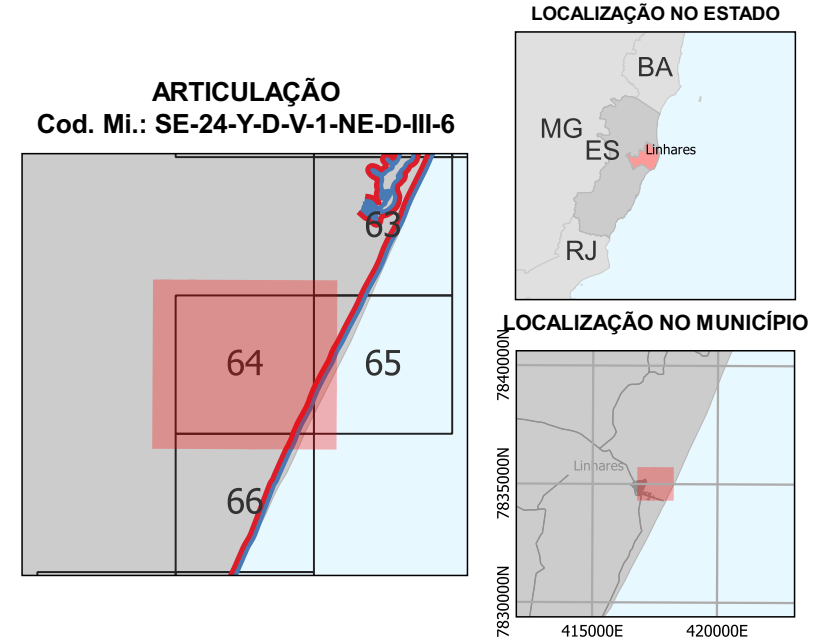 ARTICULAÇÃO
Cod. Mi.: SE-24-Y-D-V-1-NE-D-III-6
63
64
65
66
LOCALIZAÇÃO NO ESTADO
BA
MG
ES
Linhares
RJ
LOCALIZAÇÃO NO MUNICÍPIO
7840000N
Linhares
7835000N
7830000N
415000E
420000E